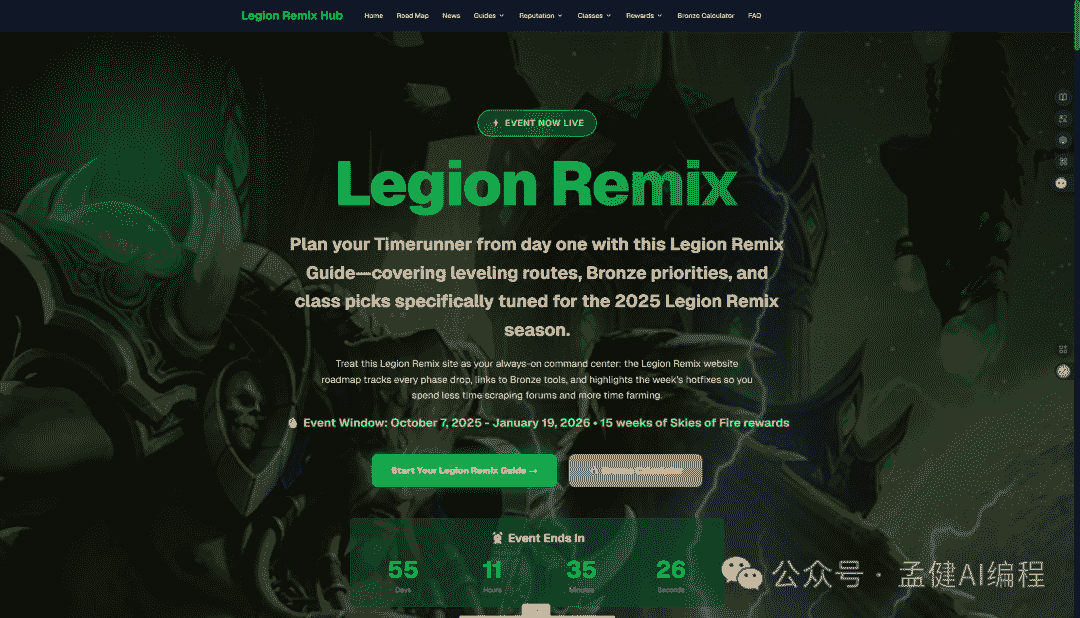 Legion Remix Hub Home Road Map News Guides Reputation Classes Rewards Bronze Calculator FAQ
EVENT NOW LIVE
Legion Remix
Plan your Timerunner from day one with this Legion Remix
Guide—covering leveling routes, Bronze priorities, and
class picks specifically tuned for the 2025 Legion Remix
season.
Treat this Legion Remix site as your always-on command center: the Legion Remix website
roadmap tracks every phase drop, links to Bronze tools, and highlights the week's hotfixes so you
spend less time scraping forums and more time farming.
Event Window: October 7, 2025 - January 19, 2026 • 15 weeks of Skies of Fire rewards
Start Your Legion Remix Guide →
Event Ends In
55 11 35 26
Days Hours Minutes Seconds
公众号 · 孟健AI编程